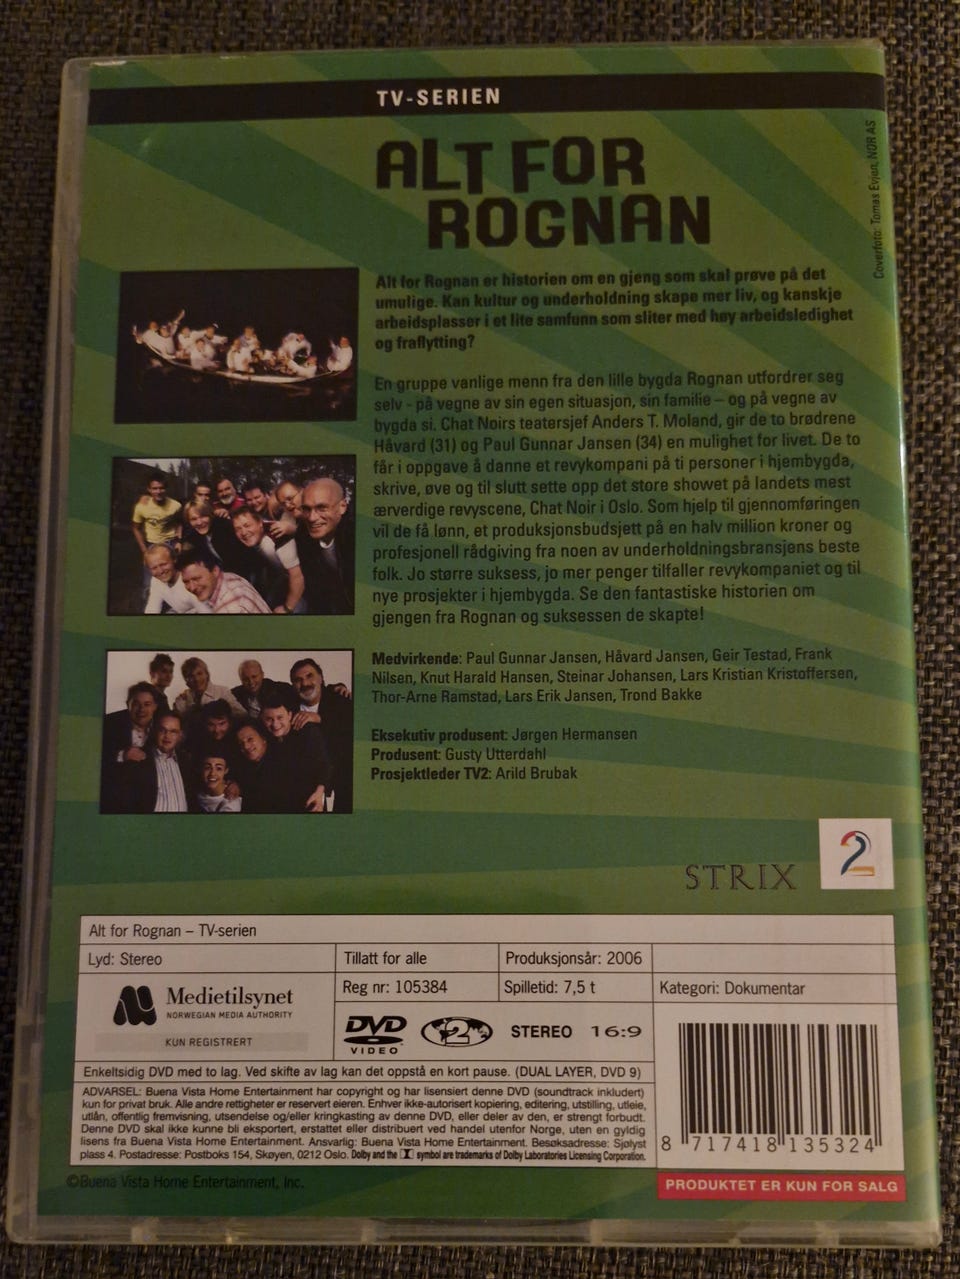 TV-SERIEN
ALT FOR
ROGNAN
Coverfoto: Tomas Evjen, NOR AS
Alt for Rognan er historien om en gjeng som skal prøve på det
umulige. Kan kultur og underholdning skape mer liv, og kanskje
arbeidsplasser i et lite samfunn som sliter med høy arbeidsledighet
og fraflytting?
En gruppe vanlige menn fra den lille bygda Rognan utfordrer seg
selv - på vegne av sin egen situasjon, sin familie – og på vegne av
bygda si. Chat Noirs teatersjef Anders T. Moland, gir de to brødrene
Håvard (31) og Paul Gunnar Jansen (34) en mulighet for livet. De to
får i oppgave å danne et revykompani på ti personer i hjembygda,
skrive, øve og til slutt sette opp det store showet på landets mest
ærverdige revyscene, Chat Noir i Oslo. Som hjelp til gjennomføringen
vil de få lønn, et produksjonsbudsjett på en halv million kroner og
profesjonell rådgiving fra noen av underholdningsbransjens beste
folk. Jo større suksess, jo mer penger tilfaller revykompaniet og til
nye prosjekter i hjembygda. Se den fantastiske historien om
gjengen fra Rognan og suksessen de skapte!
Medvirkende: Paul Gunnar Jansen, Håvard Jansen, Geir Testad, Frank
Nilsen, Knut Harald Hansen, Steinar Johansen, Lars Kristian Kristoffersen,
Thor-Arne Ramstad, Lars Erik Jansen, Trond Bakke
Eksekutiv produsent: Jørgen Hermansen
Produsent: Gusty Utterdahl
Prosjektleder TV2: Arild Brubak
STRIX 2
Alt for Rognan – TV-serien
Lyd: Stereo Tillatt for alle Produksjonsår: 2006
Reg nr: 105384 Spilletid: 7,5 t Kategori: Dokumentar
Medietilsynet
NORWEGIAN MEDIA AUTHORITY
KUN REGISTRERT
DVD VIDEO 2 STEREO 16:9
Enkeltsidig DVD med to lag. Ved skifte av lag kan det oppstå en kort pause. (DUAL LAYER, DVD 9)
ADVARSEL: Buena Vista Home Entertainment har copyright og har lisensiert denne DVD (soundtrack inkludert)
kun for privat bruk. Alle andre rettigheter er reservert eieren. Enhver ikke-autorisert kopiering, editering, utstilling, utleie,
utlån, offentlig fremvisning, utsendelse og/eller kringkasting av denne DVD, eller deler av den, er strengt forbudt.
Denne DVD skal ikke kunne bli eksportert, erstattet eller distribuert ved handel utenfor Norge, uten en gyldig
lisens fra Buena Vista Home Entertainment. Ansvarlig: Buena Vista Home Entertainment. Besøksadresse: Sjølyst
plass 4. Postadresse: Postboks 154, Skøyen, 0212 Oslo. Dolby and the symbol are trademarks of Dolby Laboratories Licensing Corporation.
8 717418 135324
©Buena Vista Home Entertainment, Inc.
PRODUKTET ER KUN FOR SALG